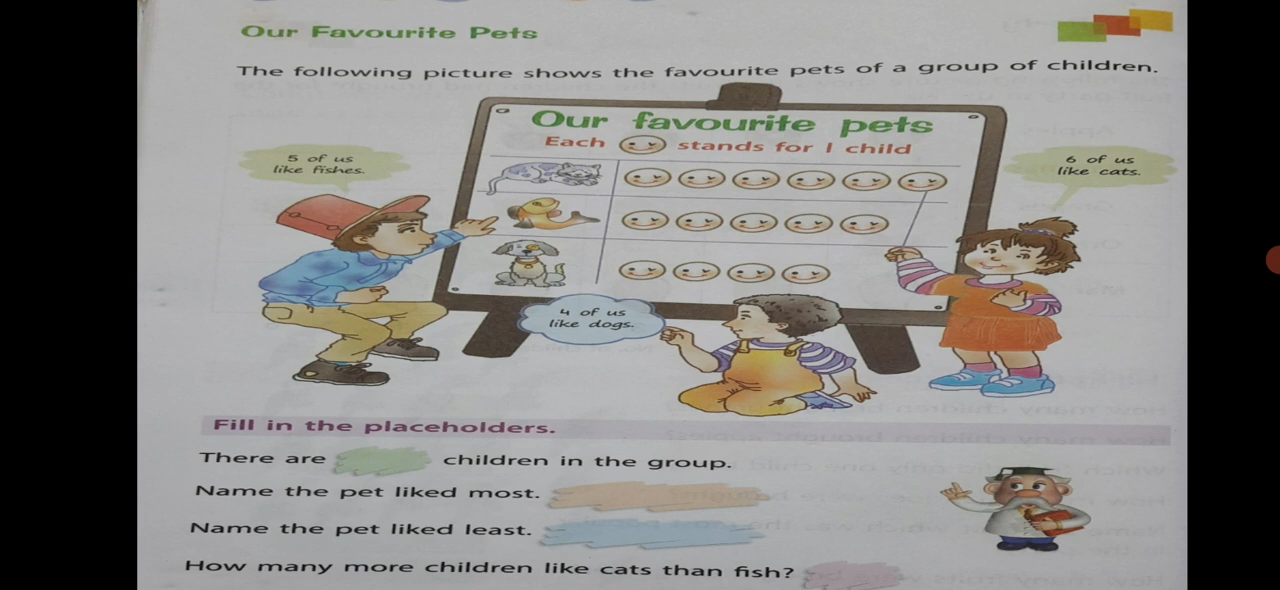 Our Favourite Pets
The following picture shows the favourite pets of a group of children.
Our favourite pets
Each stands for 1 child
5 of us
like fishes.
6 of us
like cats.
4 of us
like dogs.
Fill in the placeholders.
There are children in the group.
Name the pet liked most.
Name the pet liked least.
How many more children like cats than fish?